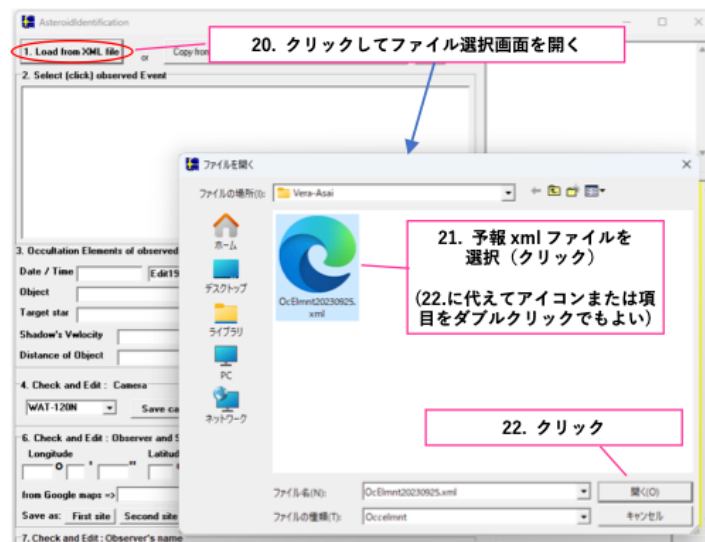 AsteroidIdentification
1. Load from XML file
or
Copy from
20. クリックしてファイル選択画面を開く
2. Select (click) observed Event
ファイルを開く
ファイルの場所(I):
Vera-Asai
ホーム
デスクトップ
ライブラリ
PC
ネットワーク
OcElmnt20230925.
xml
21. 予報 xml ファイルを
選択（クリック）
(22.に代えてアイコンまたは項
目をダブルクリックでもよい)
22. クリック
ファイル名(N):
OcElmnt20230925.xml
開く(O)
ファイルの種類(T):
Occelmnt
キャンセル
3. Occultation Elements of observed
Date / Time
Edit19
Object
Target star
Shadow's Vwlocity
Distance of Object
4. Check and Edit : Camera
WAT-120N
Save ca
6. Check and Edit : Observer and S
Longitude
Latitud
o ' "
from Google maps =>
Save as:
First site
Second site
7. Check and Edit : Observer's name